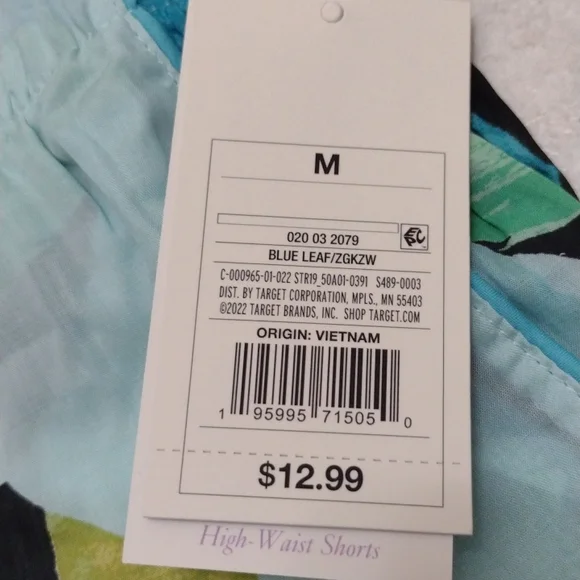 M
020 03 2079
BLUE LEAF/ZGKZW
C-000965-01-022 STR19_50A01-0391 S489-0003
DIST. BY TARGET CORPORATION, MPLS., MN 55403
©2022 TARGET BRANDS, INC. SHOP TARGET.COM
ORIGIN: VIETNAM
1 95995 71505 0
$12.99
High-Waist Shorts